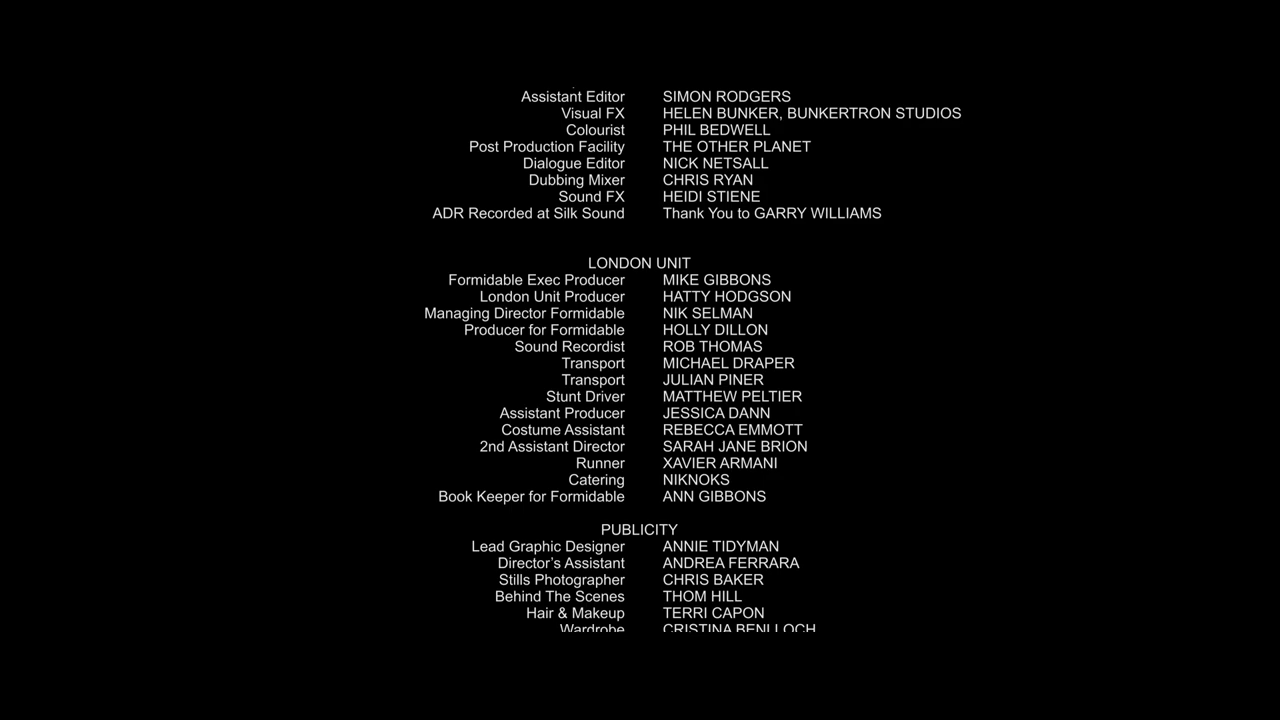 Assistant Editor SIMON RODGERS
Visual FX HELEN BUNKER, BUNKERTRON STUDIOS
Colourist PHIL BEDWELL
Post Production Facility THE OTHER PLANET
Dialogue Editor NICK NETSALL
Dubbing Mixer CHRIS RYAN
Sound FX HEIDI STIENE
ADR Recorded at Silk Sound Thank You to GARRY WILLIAMS
LONDON UNIT
Formidable Exec Producer MIKE GIBBONS
London Unit Producer HATTY HODGSON
Managing Director Formidable NIK SELMAN
Producer for Formidable HOLLY DILLON
Sound Recordist ROB THOMAS
Transport MICHAEL DRAPER
Transport JULIAN PINER
Stunt Driver MATTHEW PELTIER
Assistant Producer JESSICA DANN
Costume Assistant REBECCA EMMOTT
2nd Assistant Director SARAH JANE BRION
Runner XAVIER ARMANI
Catering NIKNOKS
Book Keeper for Formidable ANN GIBBONS
PUBLICITY
Lead Graphic Designer ANNIE TIDYMAN
Director’s Assistant ANDREA FERRARA
Stills Photographer CHRIS BAKER
Behind The Scenes THOM HILL
Hair & Makeup TERRI CAPON
Wardrobe CRISTINA BENLLOCH